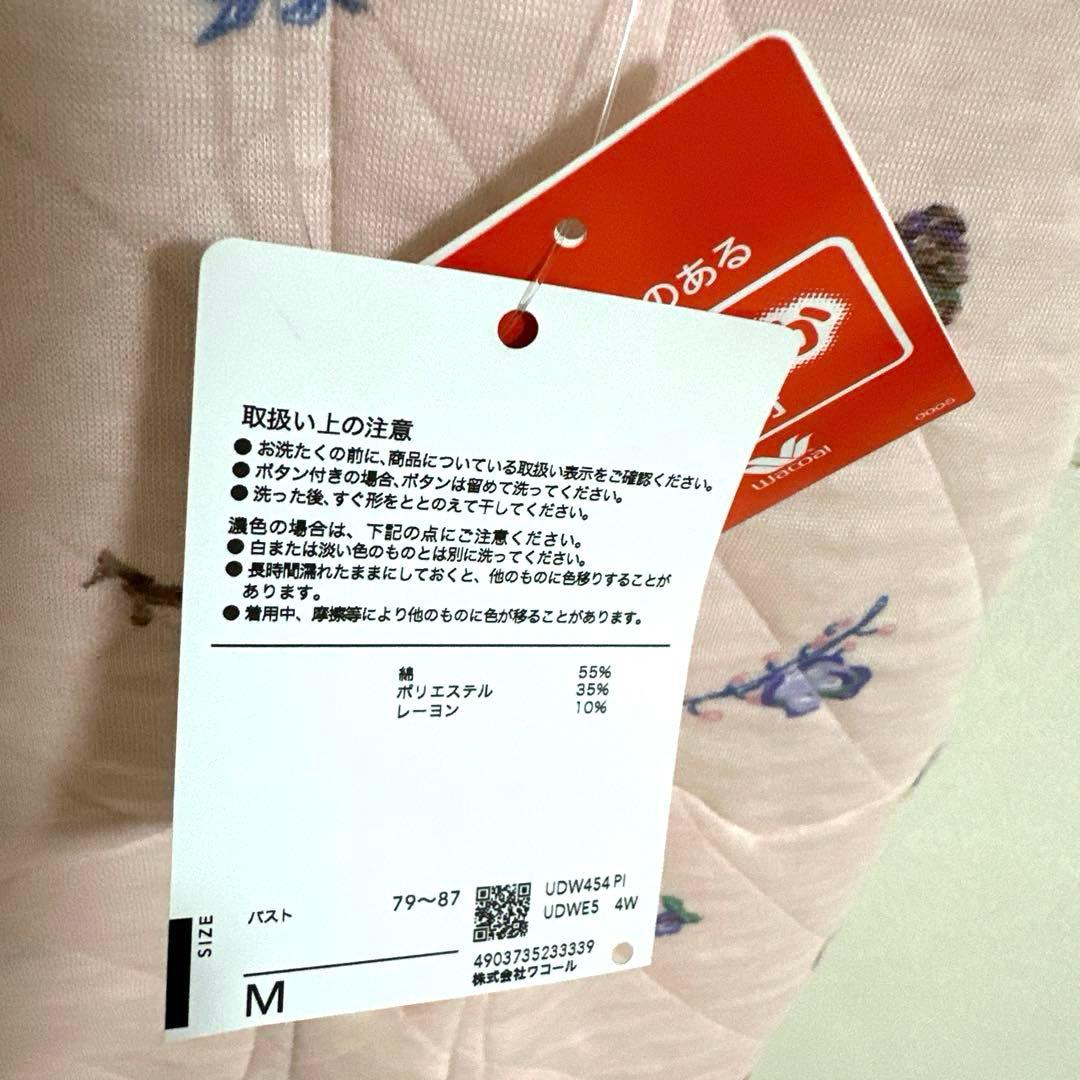 のある
か
wacoal
0005
取扱い上の注意
●お洗たくの前に、商品についている取扱い表示をご確認ください。
●ボタン付きの場合、ボタンは留めて洗ってください。
●洗った後、すぐ形をととのえて干してください。
濃色の場合は、下記の点にご注意ください。
●白または淡い色のものとは別に洗ってください。
●長時間濡れたままにしておくと、他のものに色移りすることが
あります。
●着用中、摩擦等により他のものに色が移ることがあります。
綿 55%
ポリエステル 35%
レーヨン 10%
SIZE
バスト 79〜87
UDW454 PI
UDWE5 4W
4903735233339
株式会社ワコール
M